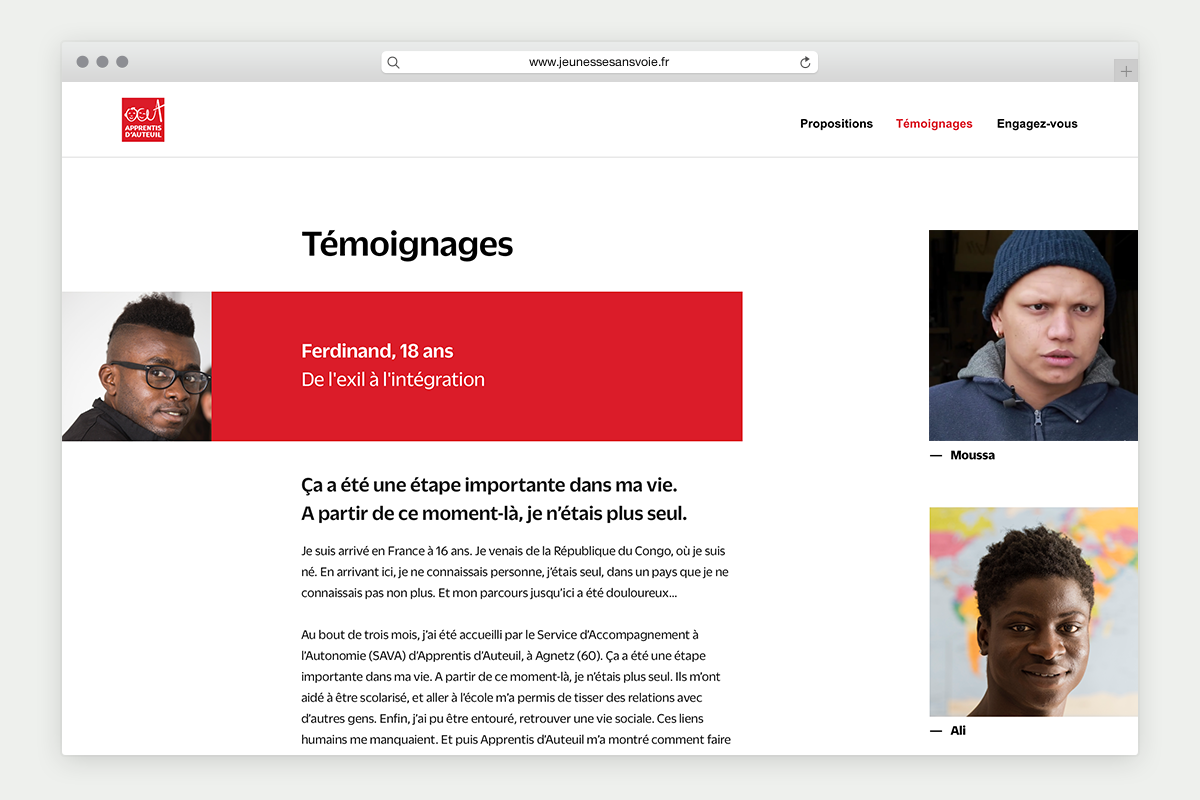 www.jeunessesansvoie.fr
APPRENTIS
D'AUTEUIL
Propositions Témoignages Engagez-vous
Témoignages
Ferdinand, 18 ans
De l'exil à l'intégration
Ça a été une étape importante dans ma vie.
A partir de ce moment-là, je n’étais plus seul.
Je suis arrivé en France à 16 ans. Je venais de la République du Congo, où je suis
né. En arrivant ici, je ne connaissais personne, j’étais seul, dans un pays que je ne
connaissais pas non plus. Et mon parcours jusqu’ici a été douloureux...
Au bout de trois mois, j’ai été accueilli par le Service d’Accompagnement à
l’Autonomie (SAVA) d’Apprentis d’Auteuil, à Agnetz (60). Ça a été une étape
importante dans ma vie. A partir de ce moment-là, je n’étais plus seul. Ils m’ont
aidé à être scolarisé, et aller à l’école m’a permis de tisser des relations avec
d’autres gens. Enfin, j’ai pu être entouré, retrouver une vie sociale. Ces liens
humains me manquaient. Et puis Apprentis d’Auteuil m’a montré comment faire
— Moussa
— Ali